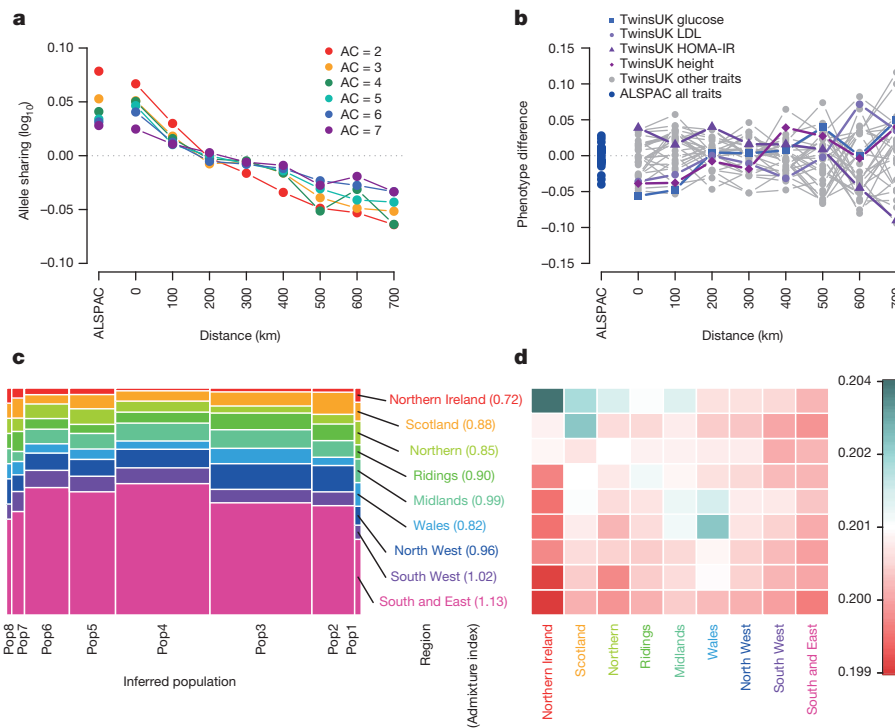 a
0.10
0.05
0.00
−0.05
−0.10
Allele sharing (log10)
AC = 2
AC = 3
AC = 4
AC = 5
AC = 6
AC = 7
ALSPAC
0
100
200
300
400
500
600
700
Distance (km)
b
TwinsUK glucose
TwinsUK LDL
TwinsUK HOMA-IR
TwinsUK height
TwinsUK other traits
ALSPAC all traits
0.15
0.10
0.05
0.00
−0.05
−0.10
−0.15
Phenotype difference
ALSPAC
0
100
200
300
400
500
600
700
Distance (km)
c
Northern Ireland (0.72)
Scotland (0.88)
Northern (0.85)
Ridings (0.90)
Midlands (0.99)
Wales (0.82)
North West (0.96)
South West (1.02)
South and East (1.13)
Pop8
Pop7
Pop6
Pop5
Pop4
Pop3
Pop2
Pop1
Region
(Admixture index)
Inferred population
d
0.204
0.202
0.201
0.200
0.199
Northern Ireland
Scotland
Northern
Ridings
Midlands
Wales
North West
South West
South and East